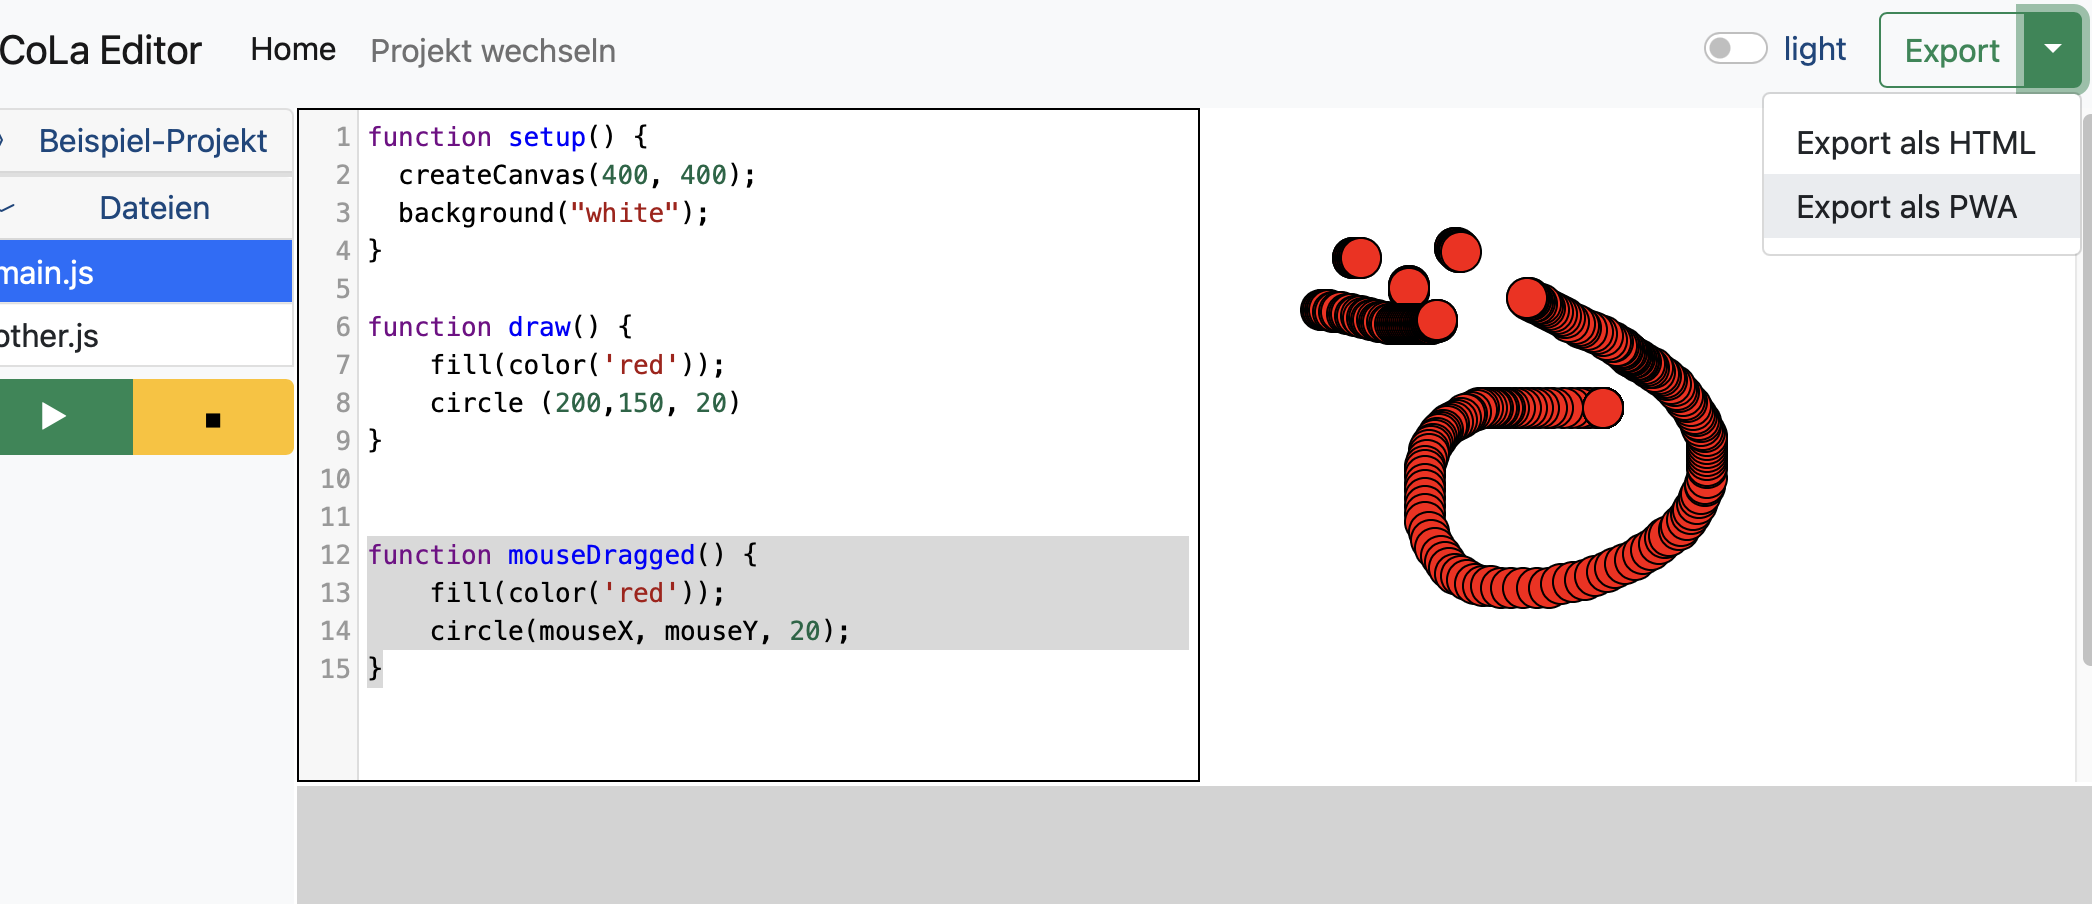 CoLa Editor Home Projekt wechseln light Export
Export als HTML
Export als PWA
Beispiel-Projekt
Dateien
main.js
other.js
1 function setup() {
2   createCanvas(400, 400);
3   background("white");
4 }
5
6 function draw() {
7     fill(color('red'));
8     circle (200,150, 20)
9 }
10
11
12 function mouseDragged() {
13     fill(color('red'));
14     circle(mouseX, mouseY, 20);
15 }